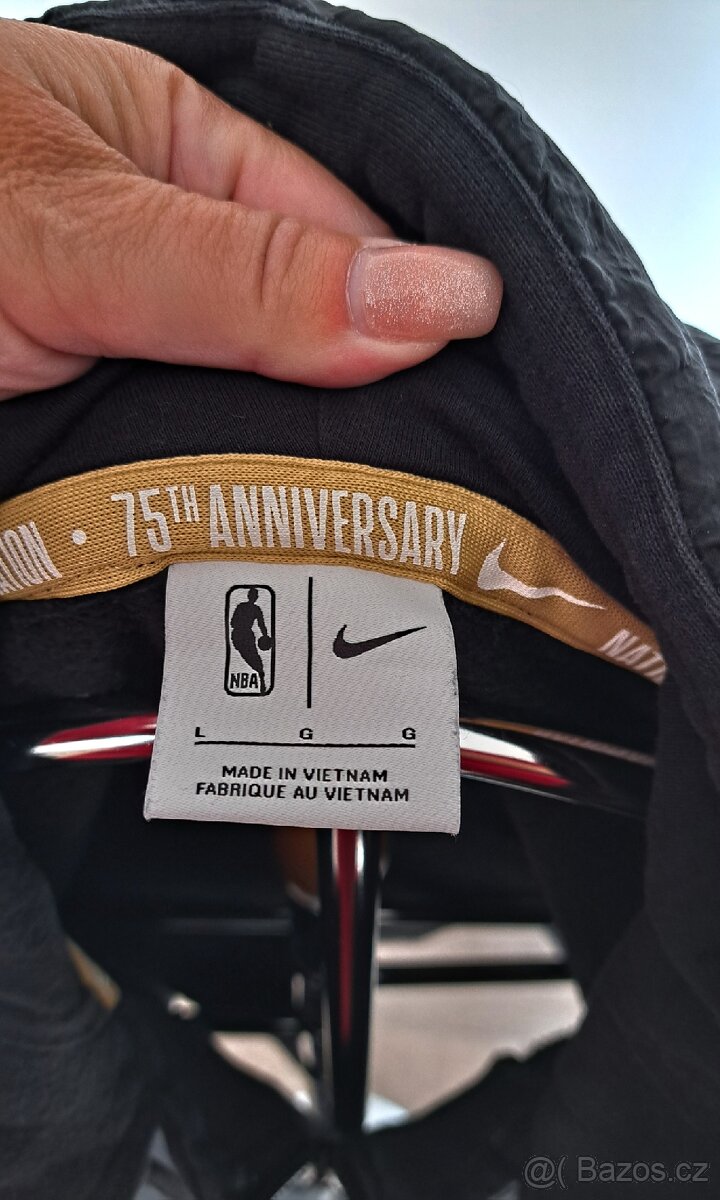 75TH ANNIVERSARY
NBA
L G G
MADE IN VIETNAM
FABRIQUE AU VIETNAM
@( Bazos.cz